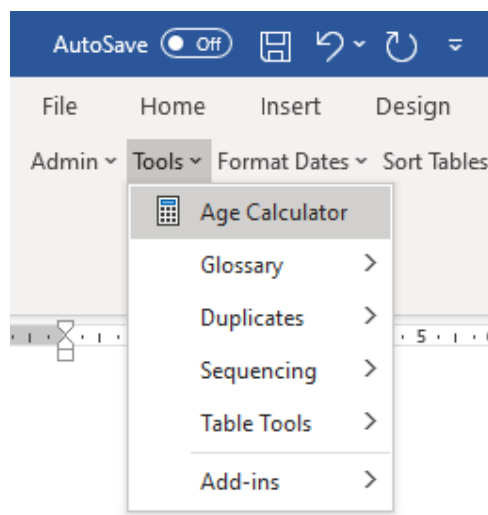 AutoSave Off
File Home Insert Design
Admin Tools Format Dates Sort Tables
Age Calculator
Glossary
Duplicates
5
Sequencing
Table Tools
Add-ins